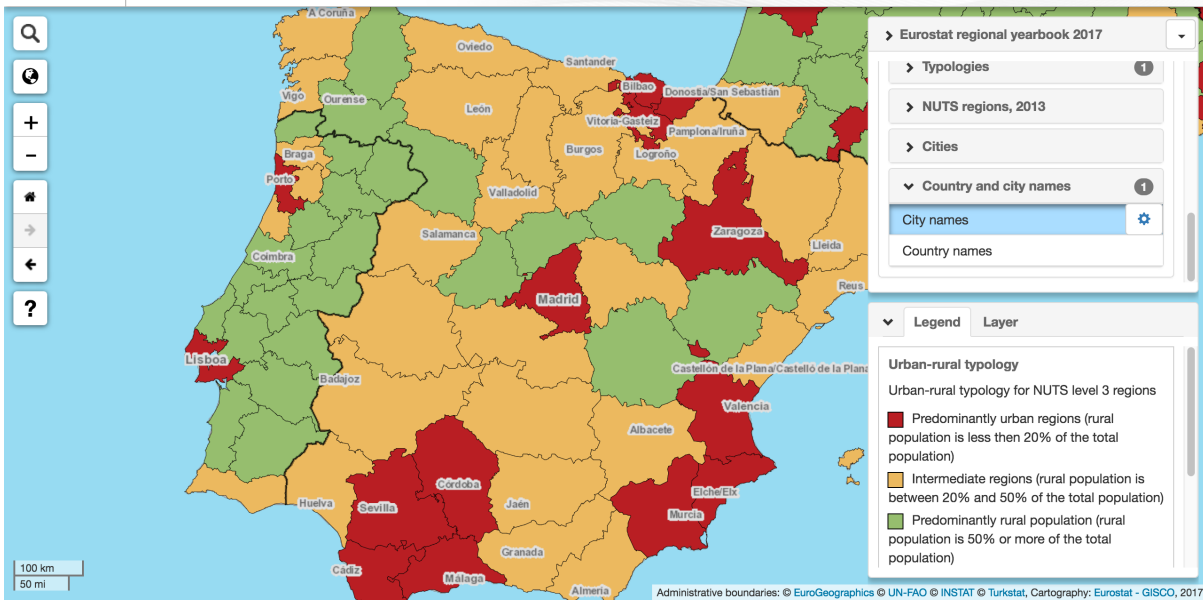 A Coruña
Oviedo
Santander
Bilbao
Donostia/San Sebastián
Vigo
Ourense
León
Vitoria-Gasteiz
Pamplona/Iruña
Burgos
Logroño
Braga
Porto
Valladolid
Salamanca
Zaragoza
Lleida
Coimbra
Reus
Madrid
Lisboa
Castellón de la Plana/Castelló de la Plana
Badajoz
Valencia
Albacete
Córdoba
Elche/Elx
Huelva
Sevilla
Jaén
Murcia
Granada
Cádiz
Málaga
Almería
+
−
?
100 km
50 mi
Eurostat regional yearbook 2017
Typologies 1
NUTS regions, 2013
Cities
Country and city names 1
City names
Country names
Legend Layer
Urban-rural typology
Urban-rural typology for NUTS level 3 regions
Predominantly urban regions (rural
population is less then 20% of the total
population)
Intermediate regions (rural population is
between 20% and 50% of the total population)
Predominantly rural population (rural
population is 50% or more of the total
population)
Administrative boundaries: © EuroGeographics © UN-FAO © INSTAT © Turkstat, Cartography: Eurostat - GISCO, 2017